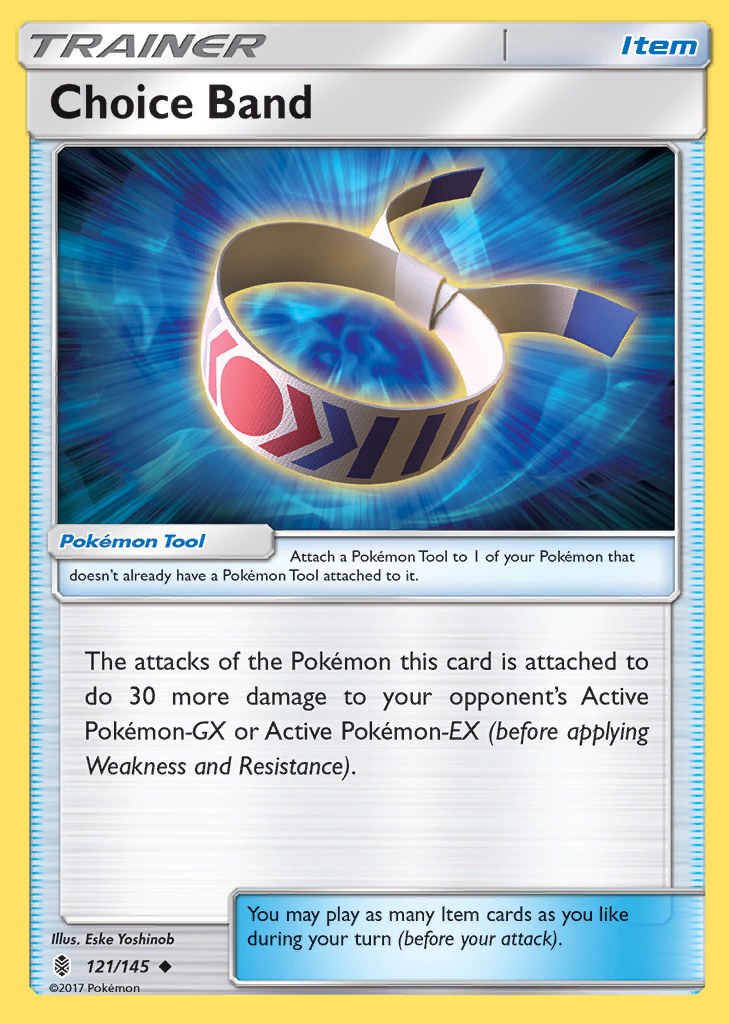 TRAINER
Item
Choice Band
Pokémon Tool
Attach a Pokémon Tool to 1 of your Pokémon that
doesn't already have a Pokémon Tool attached to it.
The attacks of the Pokémon this card is attached to
do 30 more damage to your opponent's Active
Pokémon-GX or Active Pokémon-EX (before applying
Weakness and Resistance).
You may play as many Item cards as you like
during your turn (before your attack).
Illus. Eske Yoshinob
121/145
©2017 Pokémon